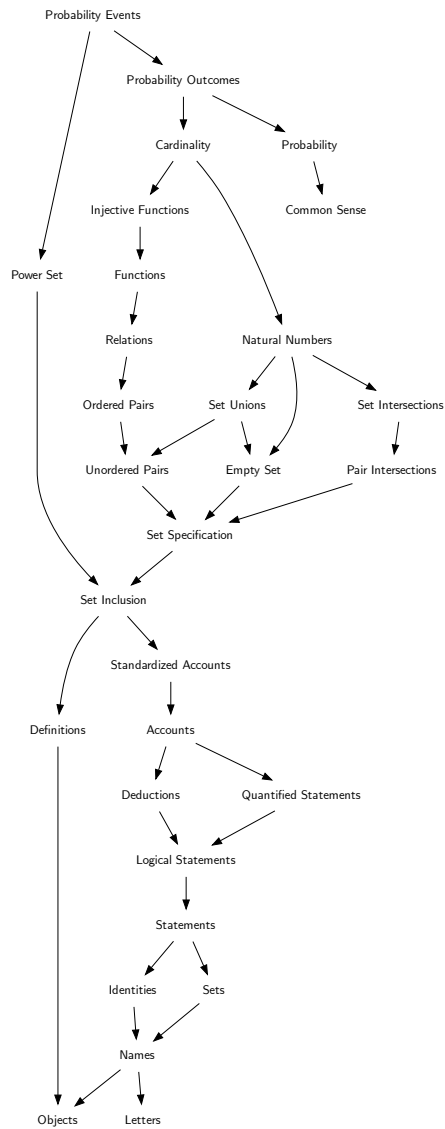 Probability Events
Probability Outcomes
Cardinality
Probability
Injective Functions
Common Sense
Power Set
Functions
Relations
Natural Numbers
Ordered Pairs
Set Unions
Set Intersections
Unordered Pairs
Empty Set
Pair Intersections
Set Specification
Set Inclusion
Standardized Accounts
Definitions
Accounts
Deductions
Quantified Statements
Logical Statements
Statements
Identities
Sets
Names
Objects
Letters